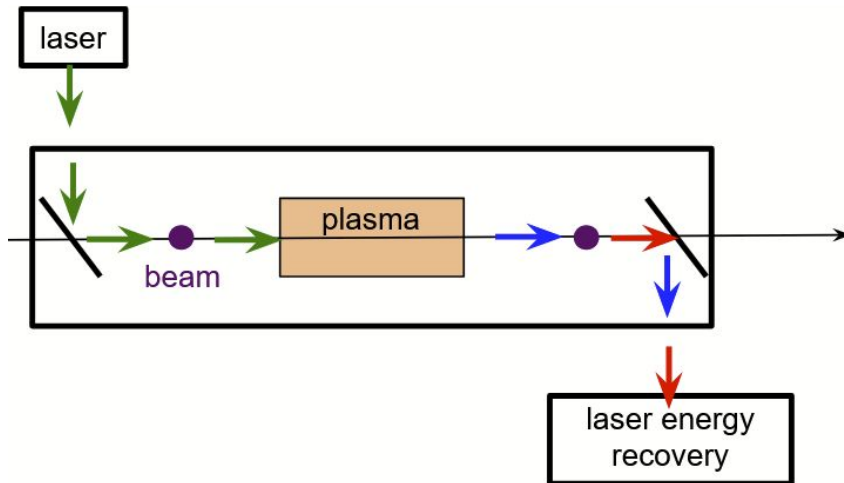 laser
plasma
beam
laser energy
recovery